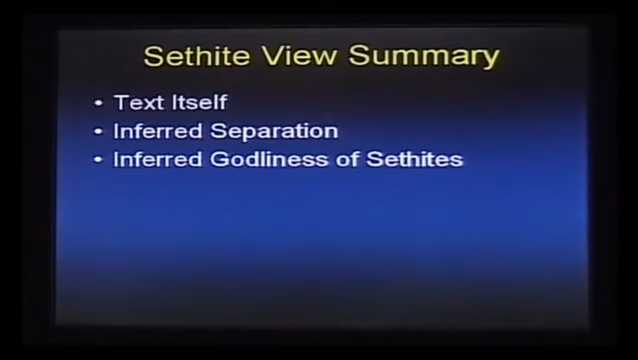 Sethite View Summary
• Text Itself
• Inferred Separation
• Inferred Godliness of Sethites